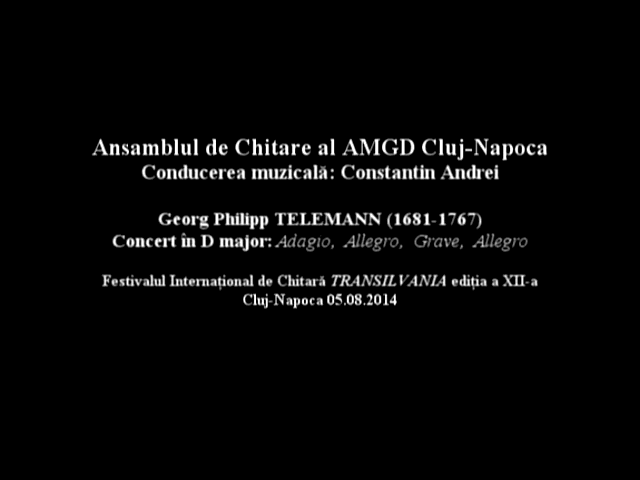 Ansamblul de Chitare al AMGD Cluj-Napoca
Conducerea muzicală: Constantin Andrei
Georg Philipp TELEMANN (1681-1767)
Concert în D major: Adagio, Allegro, Grave, Allegro
Festivalul Internațional de Chitară TRANSILVANIA ediția a XII-a
Cluj-Napoca 05.08.2014